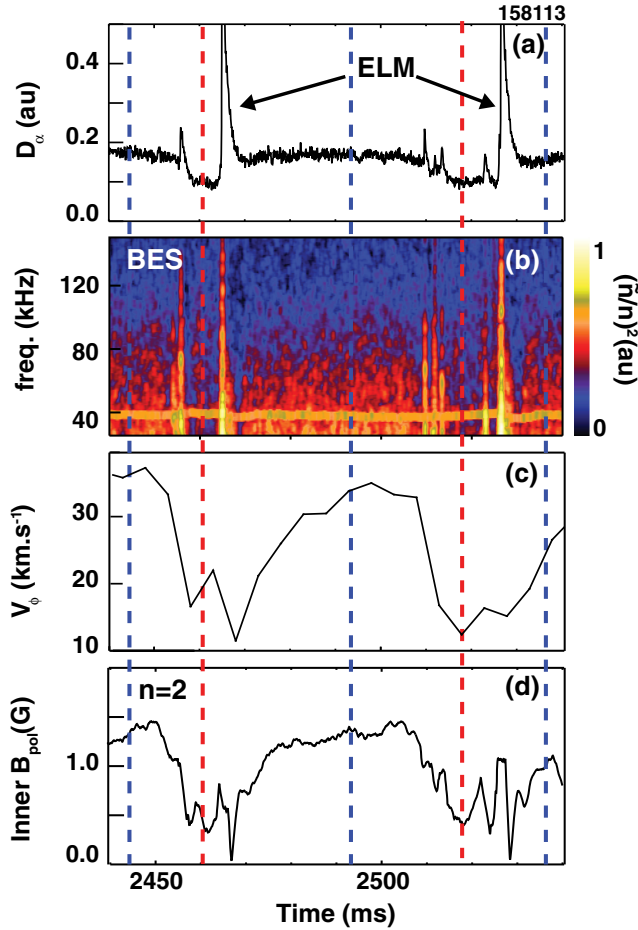 158113
(a)
ELM
0.4
0.2
0.0
D_α (au)
BES
(b)
120
80
40
freq. (kHz)
1
0
(ñ/n)²(au)
(c)
30
20
10
V_ϕ (km.s⁻¹)
n=2
(d)
1.0
0.0
Inner B_pol(G)
2450
2500
Time (ms)